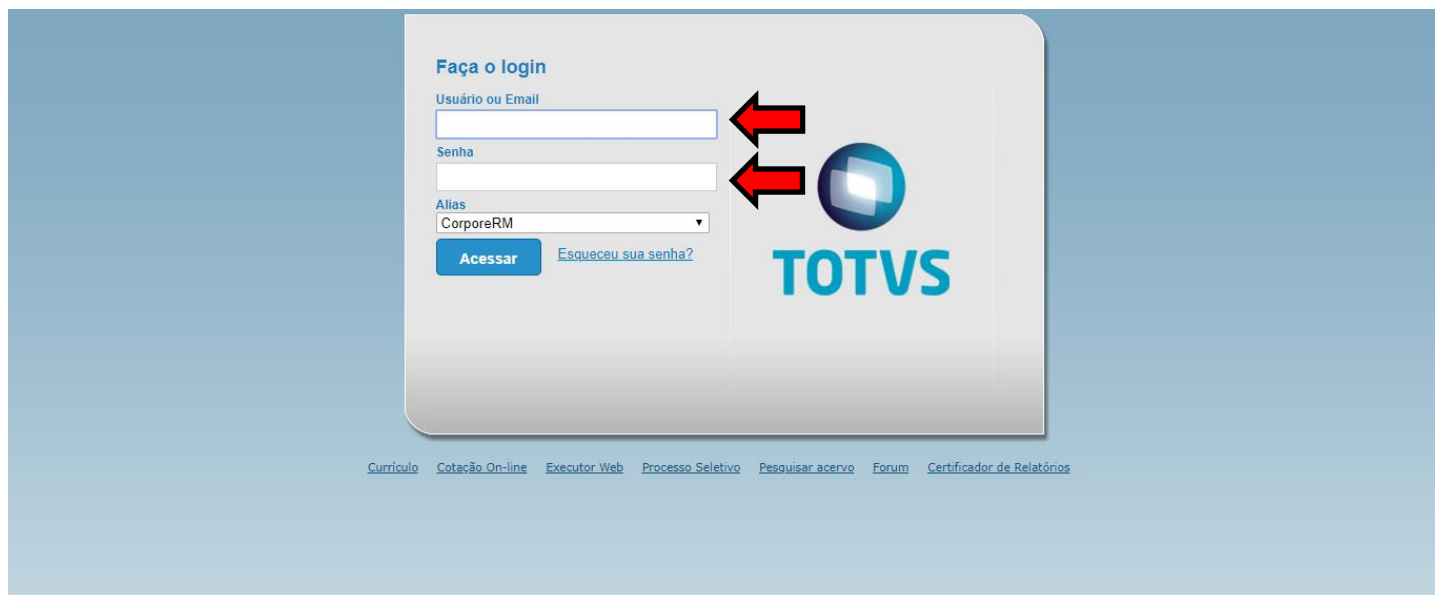 Faça o login
Usuário ou Email
Senha
Alias
CorporeRM
Acessar Esqueceu sua senha?
TOTVS
Currículo Cotação On-line Executor Web Processo Seletivo Pesquisar acervo Forum Certificador de Relatórios